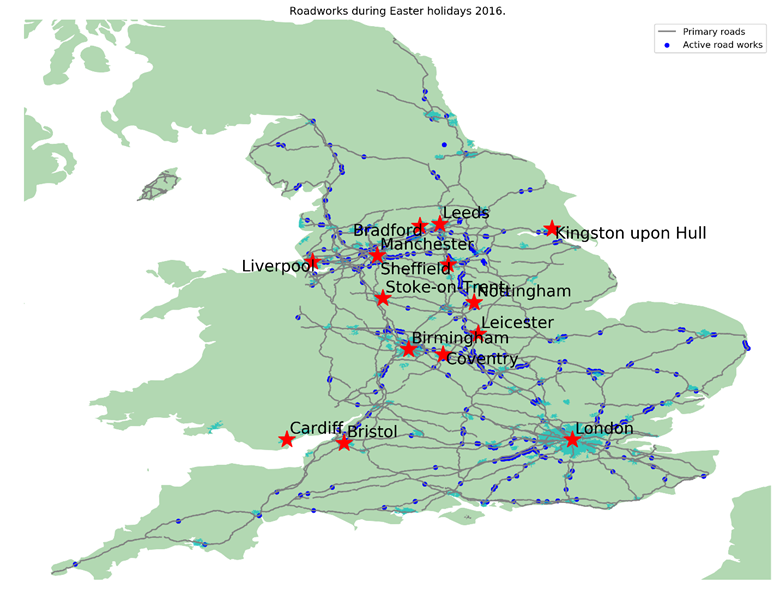 Roadworks during Easter holidays 2016.
Primary roads
Active road works
Leeds
Bradford
Kingston upon Hull
Manchester
Liverpool
Sheffield
Stoke-on-Trent
Nottingham
Leicester
Birmingham
Coventry
Cardiff
Bristol
London